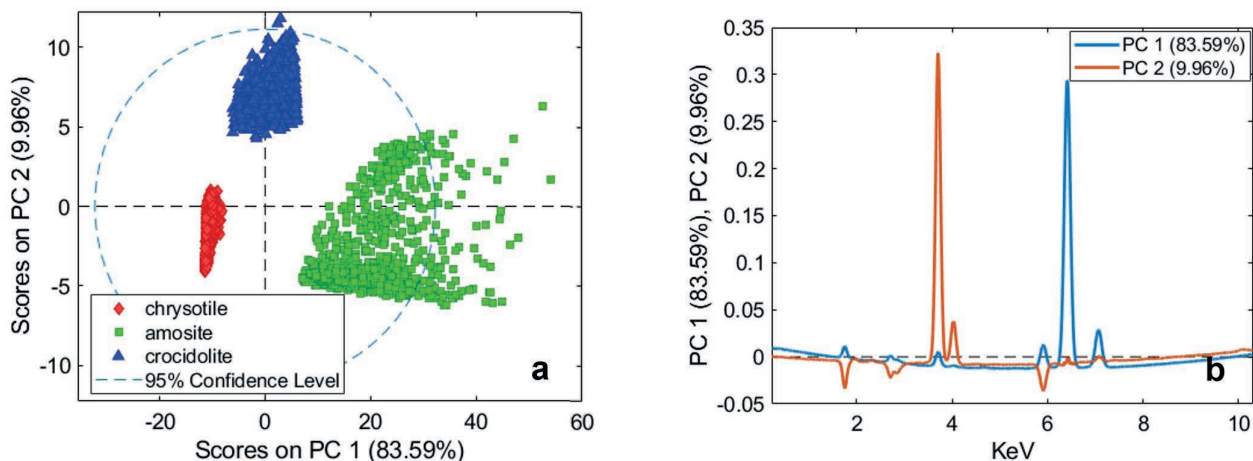 10
5
0
-5
-10
-20
0
20
40
60
Scores on PC 2 (9.96%)
Scores on PC 1 (83.59%)
chrysotile
amosite
crocidolite
95% Confidence Level
a
0.35
0.3
0.25
0.2
0.15
0.1
0.05
0
-0.05
2
4
6
8
10
PC 1 (83.59%), PC 2 (9.96%)
KeV
PC 1 (83.59%)
PC 2 (9.96%)
b